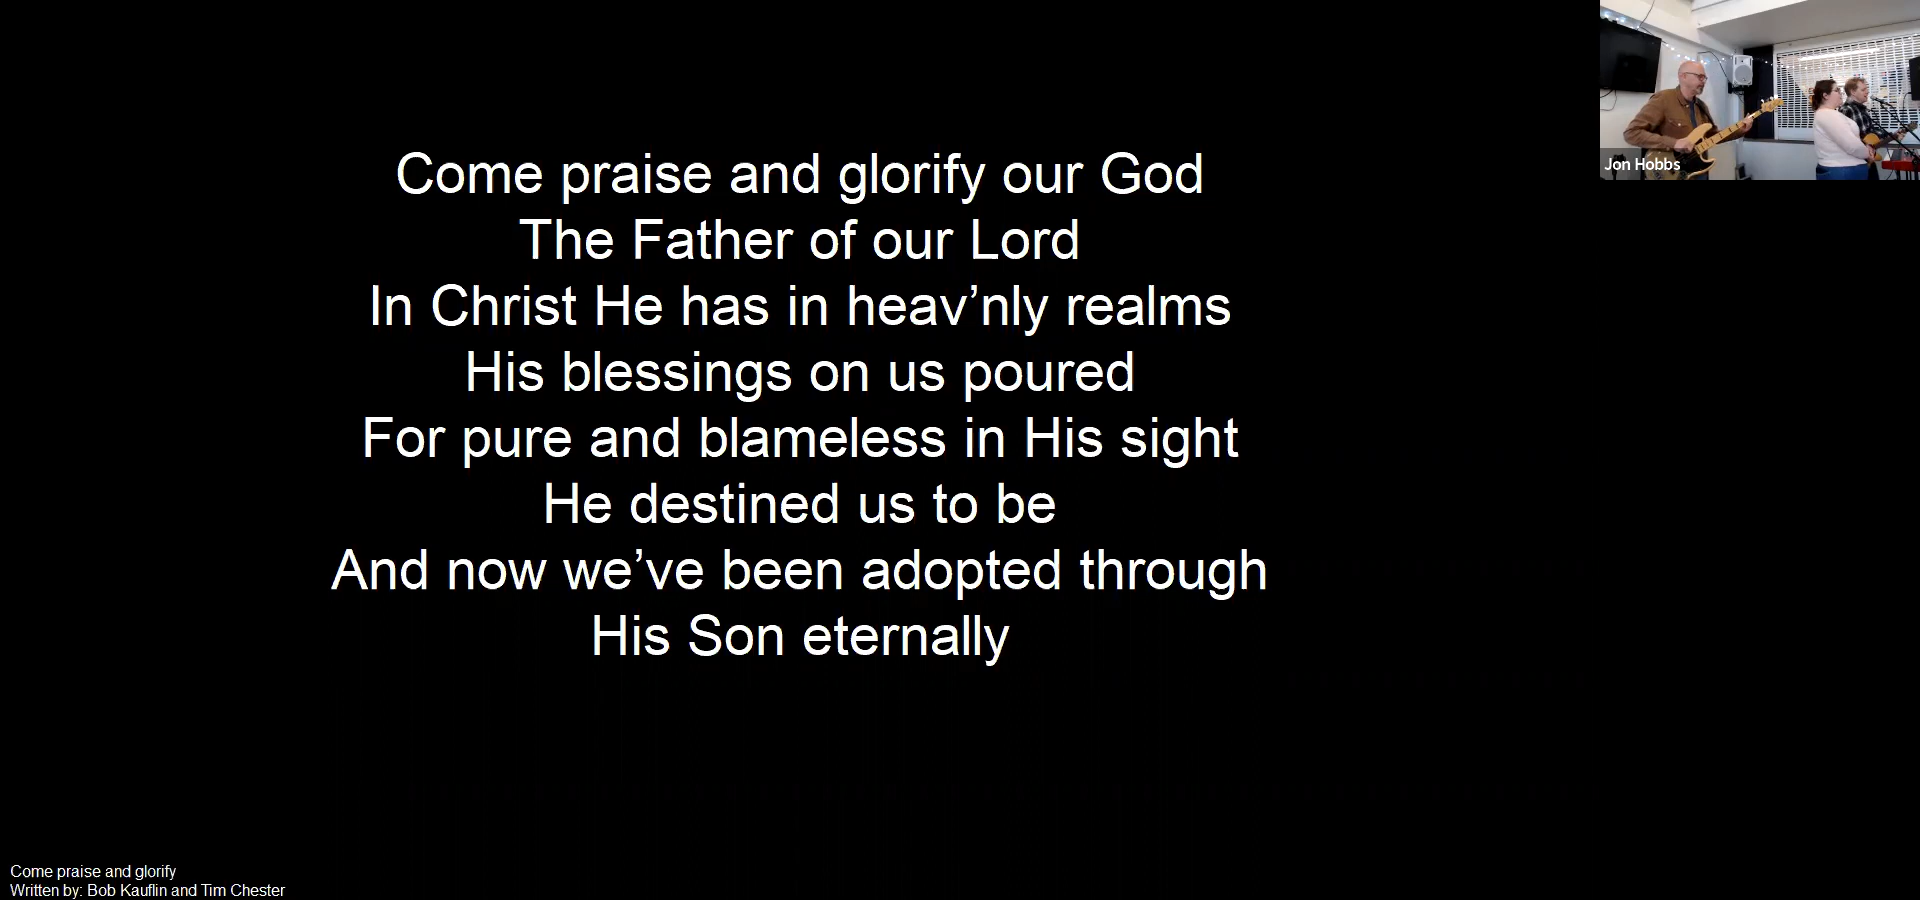 Come praise and glorify our God
The Father of our Lord
In Christ He has in heav’nly realms
His blessings on us poured
For pure and blameless in His sight
He destined us to be
And now we’ve been adopted through
His Son eternally
Jon Hobbs
Come praise and glorify
Written by: Bob Kauflin and Tim Chester